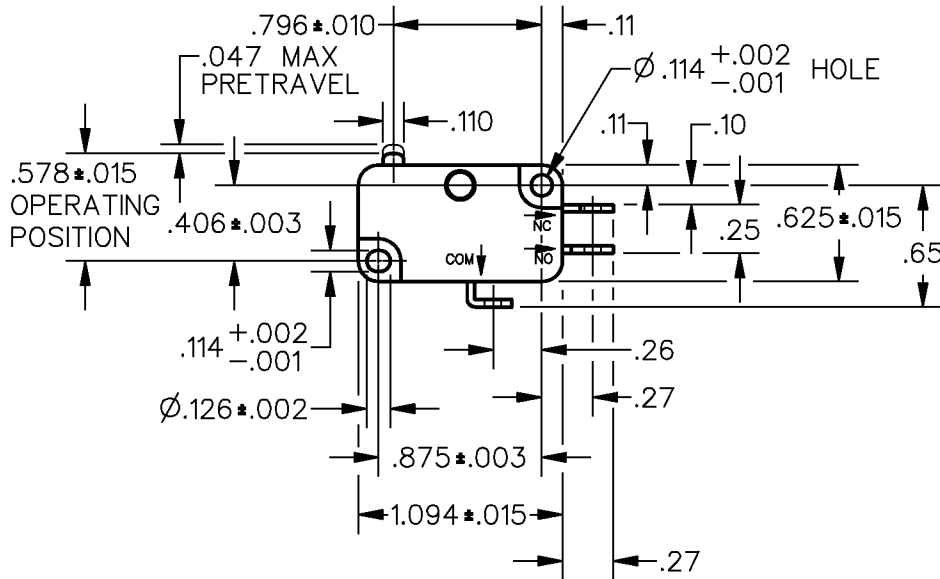 .796±.010
.11
.047 MAX
PRETRAVEL
Ø.114 +.002 -.001 HOLE
.110
.11
.10
.578±.015
OPERATING
POSITION
.406±.003
NC
.25
.625±.015
.65
COM
NO
.114 +.002 -.001
.26
Ø.126±.002
.27
.875±.003
1.094±.015
.27